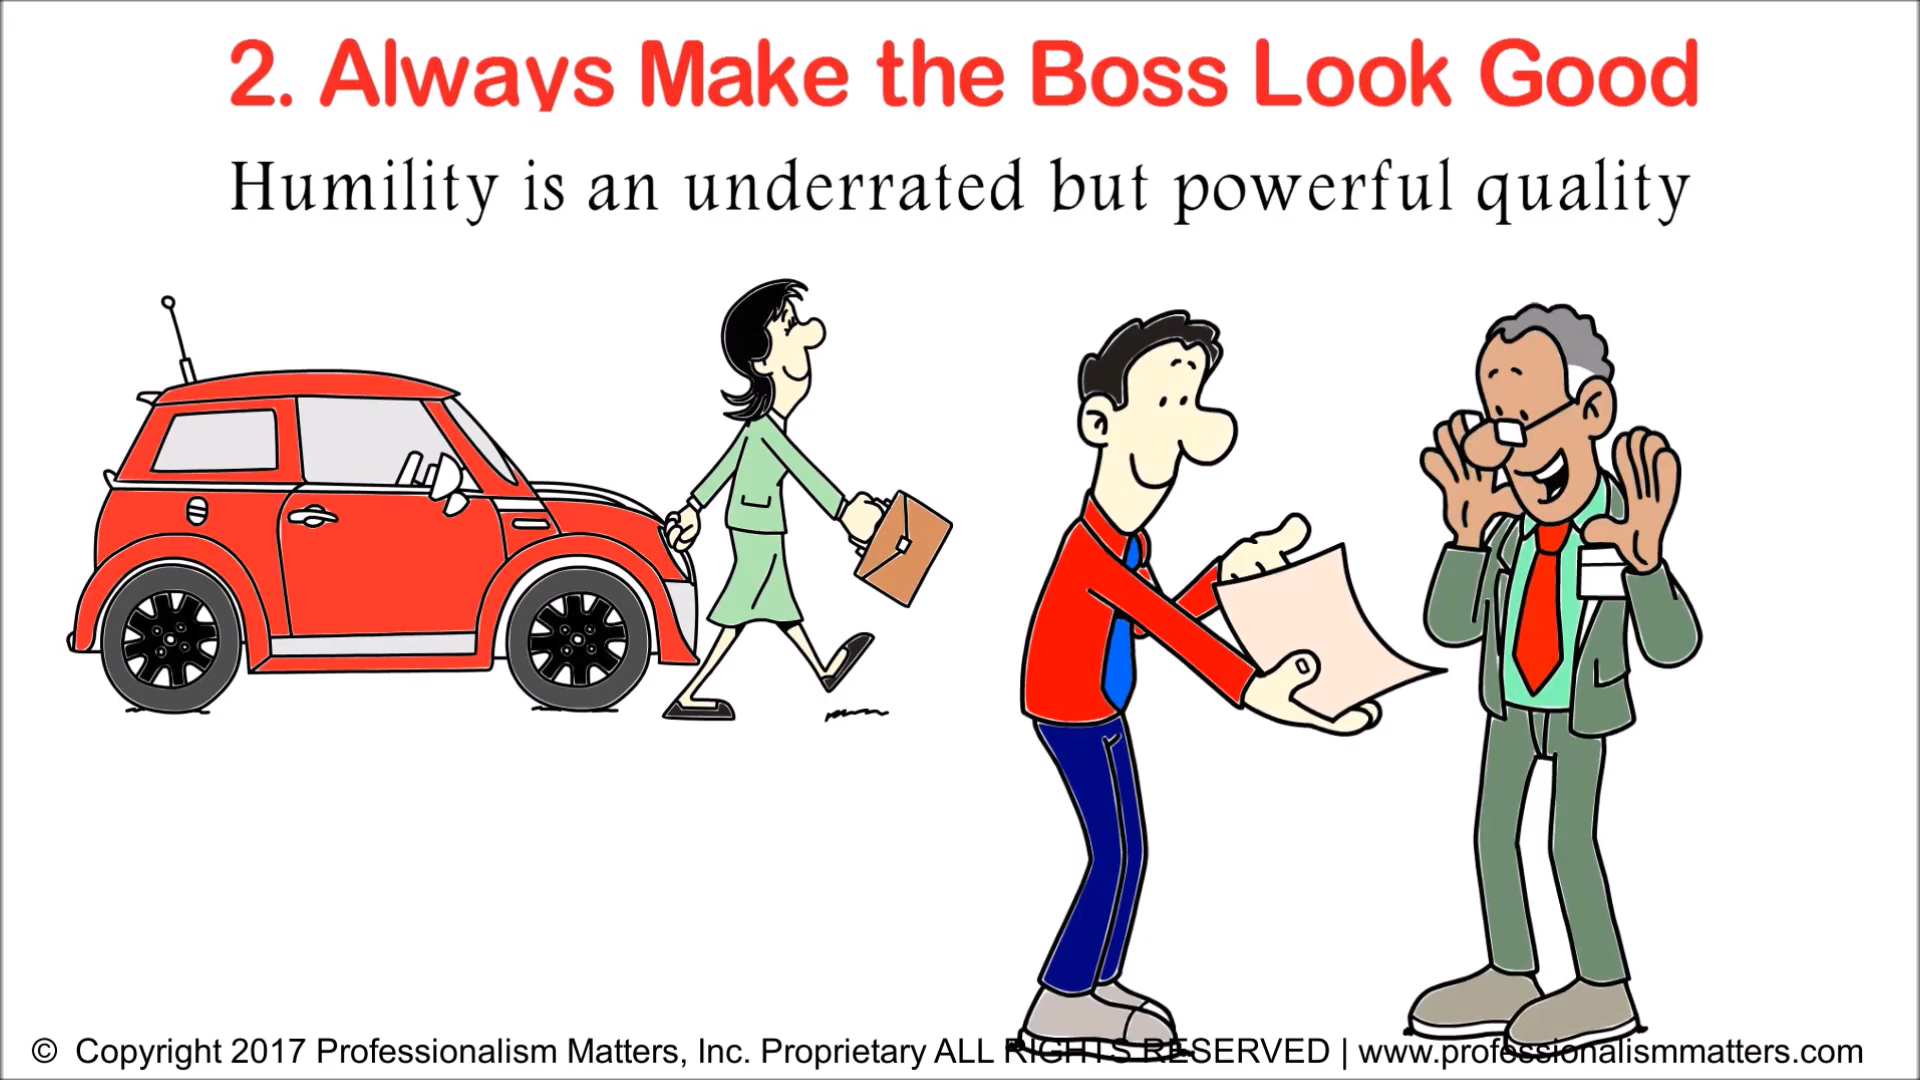 2. Always Make the Boss Look Good
Humility is an underrated but powerful quality
© Copyright 2017 Professionalism Matters, Inc. Proprietary ALL RIGHTS RESERVED | www.professionalismmatters.com